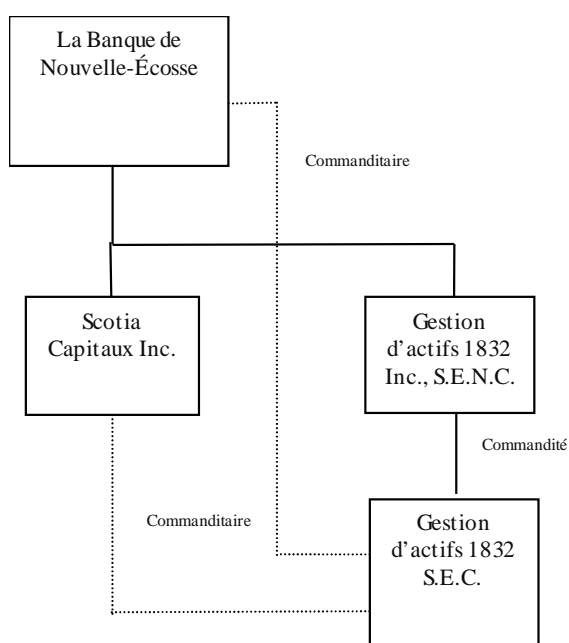 La Banque de
Nouvelle-Écosse
Commanditaire
Scotia
Capitaux Inc.
Gestion
d'actifs 1832
Inc., S.E.N.C.
Commandité
Commanditaire
Gestion
d'actifs 1832
S.E.C.